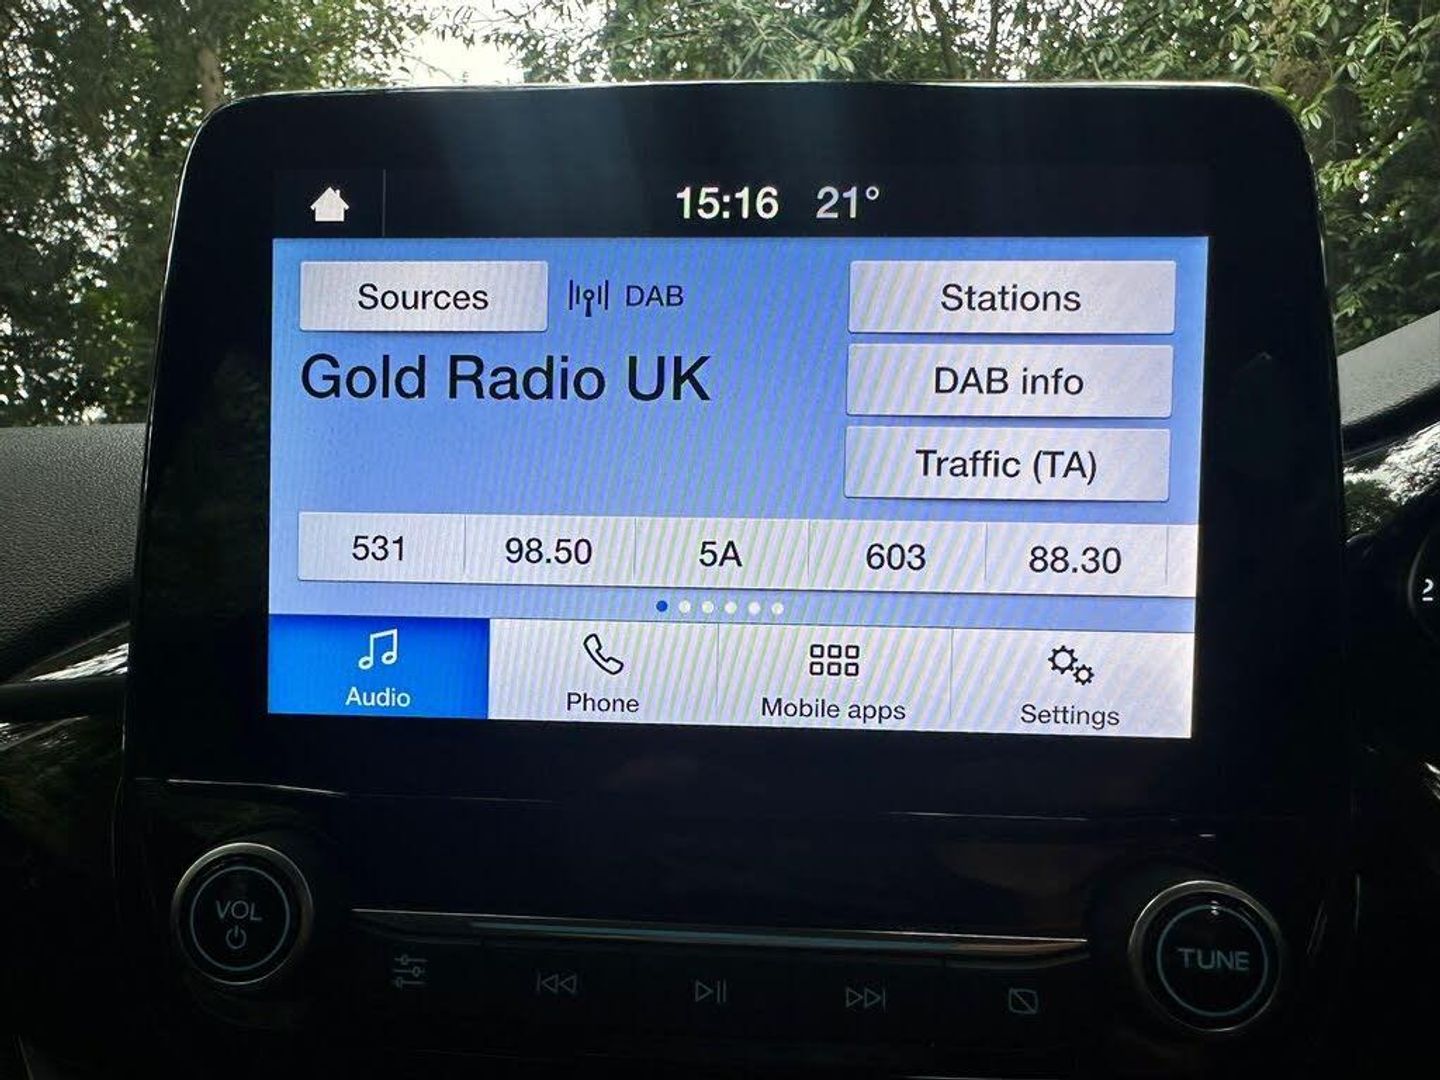 15:16 21°
Sources DAB Stations
Gold Radio UK DAB info
Traffic (TA)
531 98.50 5A 603 88.30
Audio Phone Mobile apps Settings
VOL TUNE
2